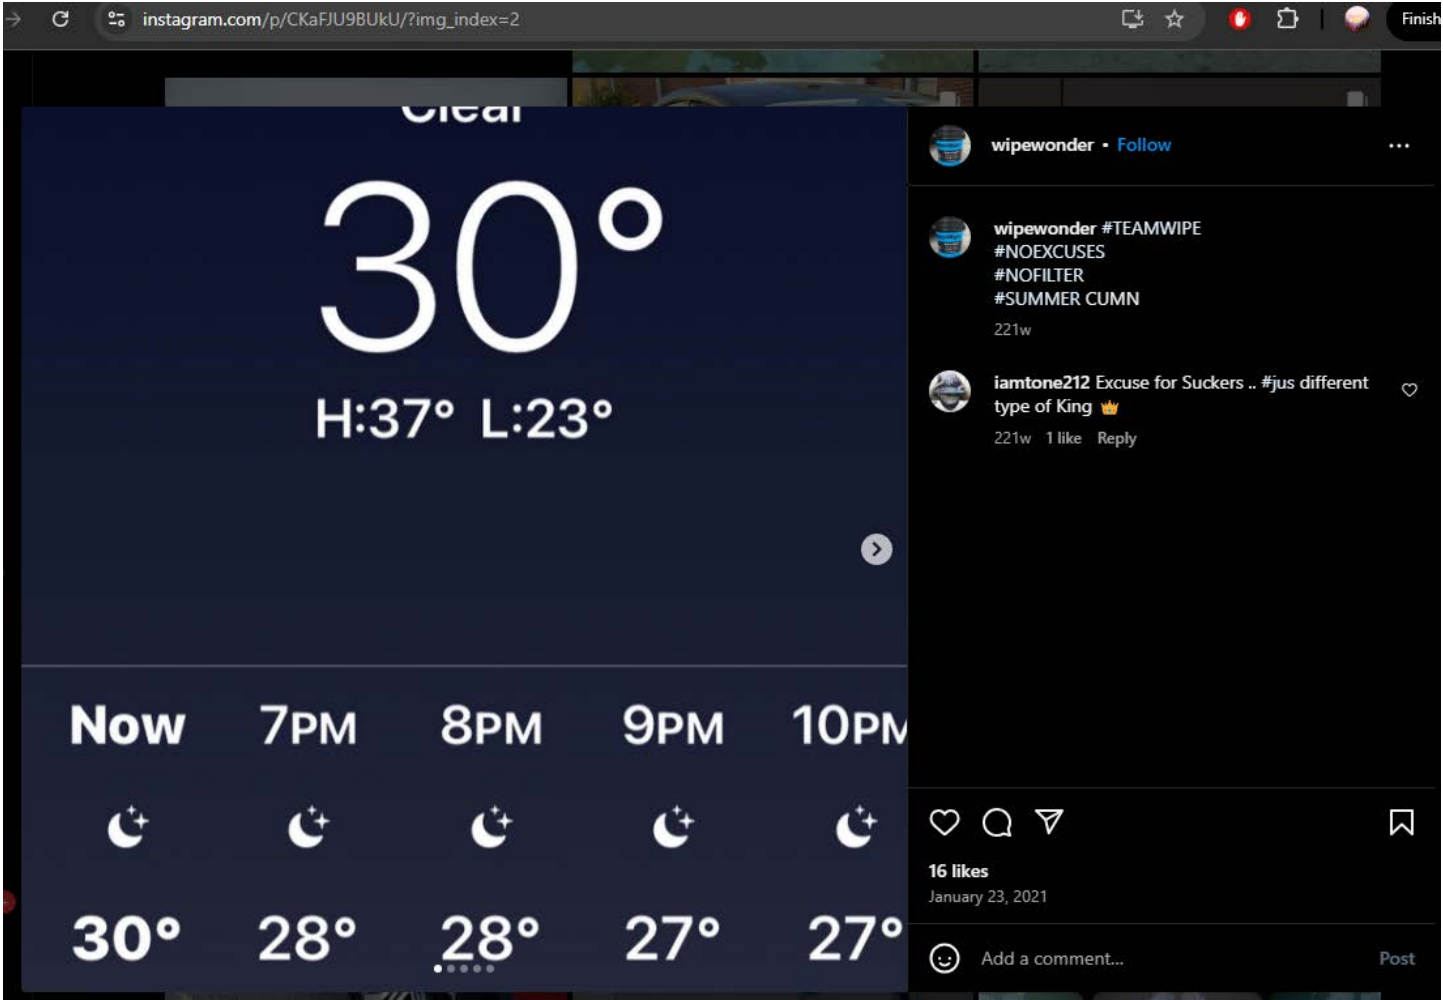 instagram.com/p/CKaFJU9BUkU/?img_index=2
Finish
Clear
30°
H:37° L:23°
Now 7PM 8PM 9PM 10PM
30° 28° 28° 27° 27°
wipewonder • Follow
wipewonder #TEAMWIPE
#NOEXCUSES
#NOFILTER
#SUMMER CUMN
221w
iamtone212 Excuse for Suckers .. #jus different
type of King 👑
221w 1 like Reply
16 likes
January 23, 2021
Add a comment...
Post